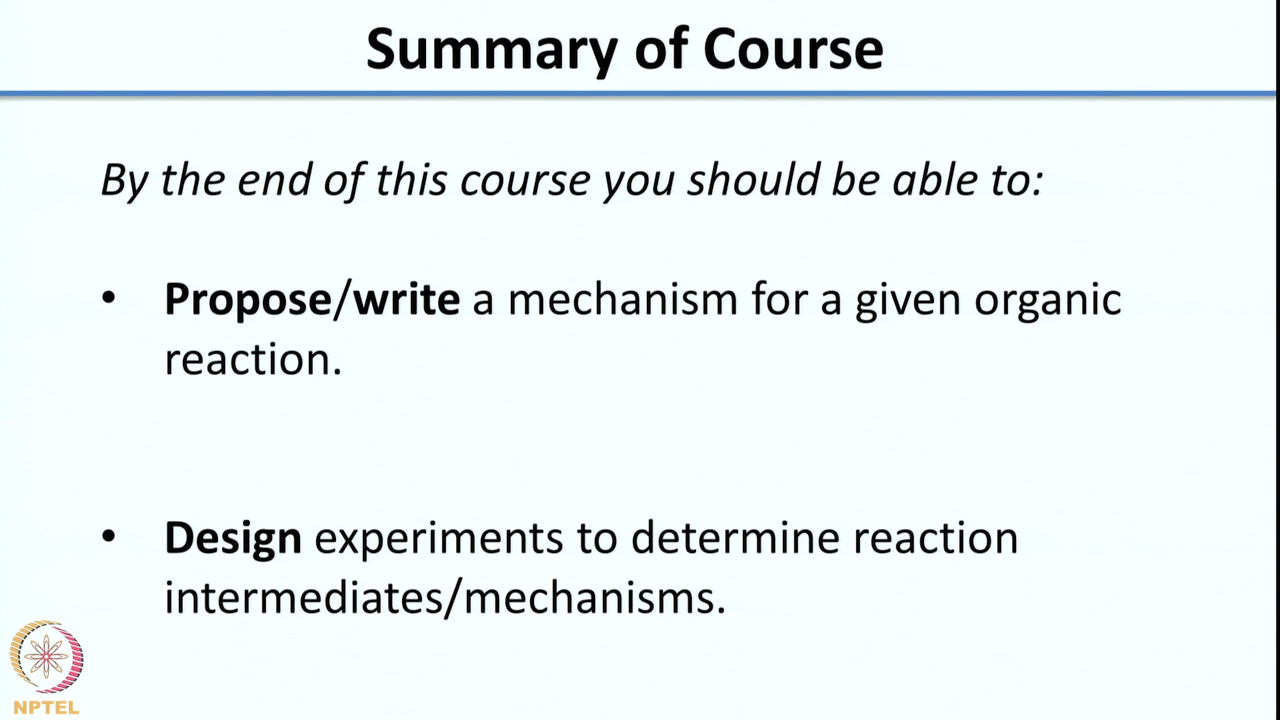 Summary of Course
By the end of this course you should be able to:
• Propose/write a mechanism for a given organic
reaction.
• Design experiments to determine reaction
intermediates/mechanisms.
NPTEL